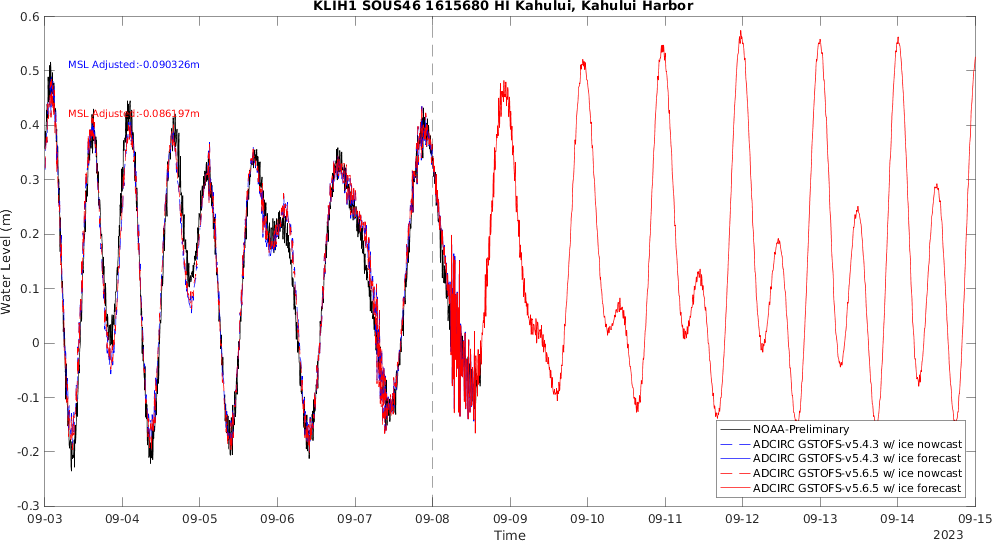 KLIH1 SOUS46 1615680 HI Kahului, Kahului Harbor
0.6
0.5
0.4
0.3
0.2
0.1
0
-0.1
-0.2
-0.3
Water Level (m)
MSL Adjusted:-0.090326m
MSL Adjusted:-0.086197m
NOAA-Preliminary
ADCIRC GSTOFS-v5.4.3 w/ ice nowcast
ADCIRC GSTOFS-v5.4.3 w/ ice forecast
ADCIRC GSTOFS-v5.6.5 w/ ice nowcast
ADCIRC GSTOFS-v5.6.5 w/ ice forecast
09-03 09-04 09-05 09-06 09-07 09-08 09-09 09-10 09-11 09-12 09-13 09-14 09-15
Time
2023